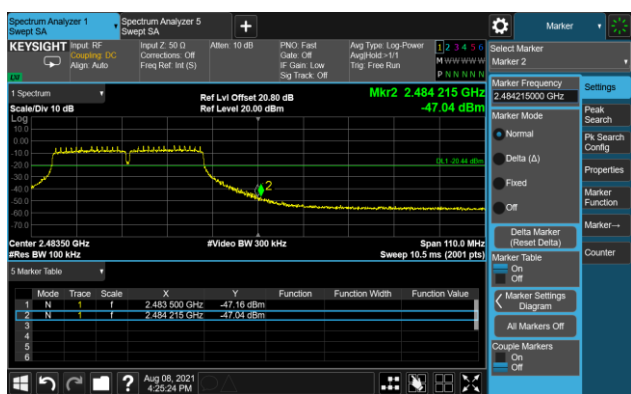 Spectrum Analyzer 1
Swept SA
Spectrum Analyzer 5
Swept SA
+
Marker
KEYSIGHT
Input: RF
Coupling: DC
Align: Auto
Input Z: 50 Ω
Corrections: Off
Freq Ref: Int (S)
Atten: 10 dB
PNO: Fast
Gate: Off
IF Gain: Low
Sig Track: Off
Avg Type: Log-Power
Avg|Hold:>1/1
Trig: Free Run
1 2 3 4 5 6
M W W W W W
P N N N N N
LW
Select Marker
Marker 2
1 Spectrum
Scale/Div 10 dB
Ref Lvl Offset 20.80 dB
Ref Level 20.00 dBm
Mkr2 2.484 215 GHz
-47.04 dBm
Log
10.0
0.00
-10.0
-20.0
-30.0
-40.0
-50.0
-60.0
-70.0
DL1 -20.44 dBm
2
Center 2.48350 GHz
#Res BW 100 kHz
#Video BW 300 kHz
Span 110.0 MHz
Sweep 10.5 ms (2001 pts)
5 Marker Table
Mode Trace Scale X Y Function Function Width Function Value
1 N 1 f 2.483 500 GHz -47.16 dBm
2 N 1 f 2.484 215 GHz -47.04 dBm
3
4
5
6
Marker Frequency
2.484215000 GHz
Marker Mode
Normal
Delta (Δ)
Fixed
Off
Delta Marker
(Reset Delta)
Marker Table
On
Off
Marker Settings
Diagram
All Markers Off
Couple Markers
On
Off
Settings
Peak
Search
Pk Search
Config
Properties
Marker
Function
Marker→
Counter
?
Aug 08, 2021
4:25:24 PM